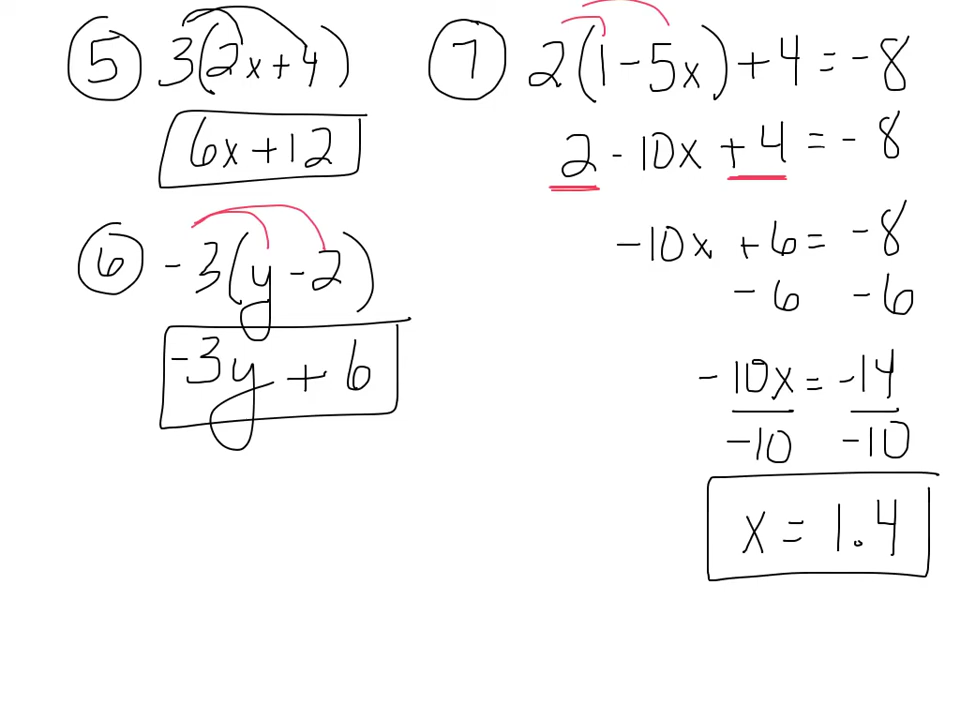 5 3(2x+4)
6x+12
6 -3(y-2)
-3y+6
7 2(1-5x)+4=-8
2-10x+4=-8
-10x+6=-8
-6 -6
-10x=-14
-10 -10
x=1.4